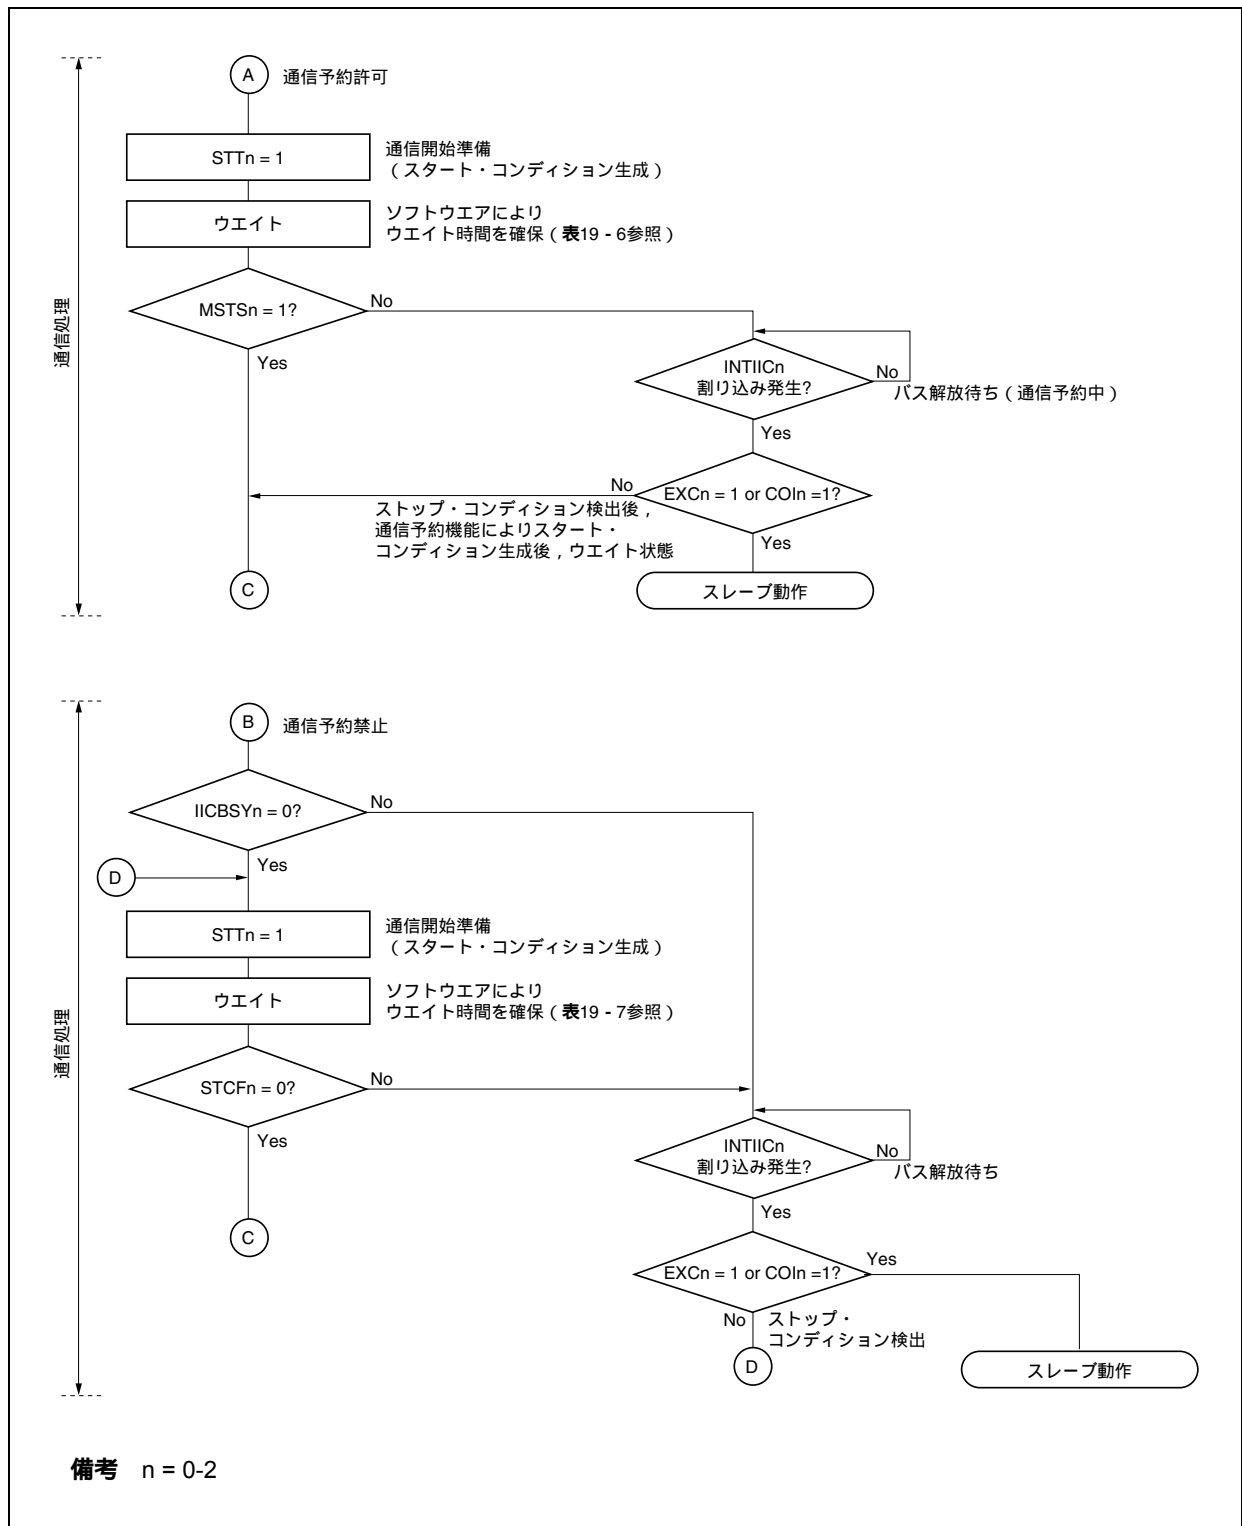 A 通信予約許可
STTn = 1
通信開始準備
（スタート・コンディション生成）
ウエイト
ソフトウエアにより
ウエイト時間を確保（表19 - 6参照）
MSTSn = 1?
No
Yes
INTIICn
割り込み発生?
No
バス解放待ち（通信予約中）
Yes
EXCn = 1 or COIn =1?
No
ストップ・コンディション検出後，
通信予約機能によりスタート・
コンディション生成後，ウエイト状態
Yes
C
スレーブ動作
通信処理
B 通信予約禁止
IICBSYn = 0?
No
Yes
D
STTn = 1
通信開始準備
（スタート・コンディション生成）
ウエイト
ソフトウエアにより
ウエイト時間を確保（表19 - 7参照）
STCFn = 0?
No
Yes
INTIICn
割り込み発生?
No
バス解放待ち
Yes
C
EXCn = 1 or COIn =1?
Yes
No
ストップ・
コンディション検出
D
スレーブ動作
通信処理
備考 n = 0-2